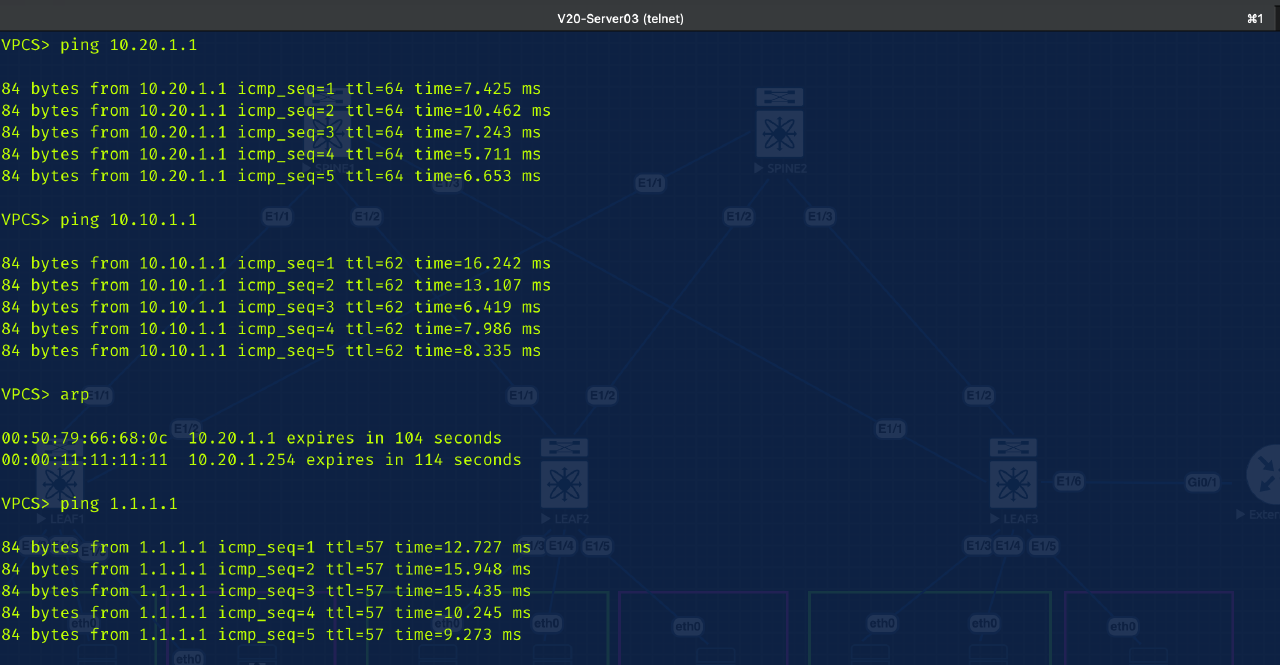 V20-Server03 (telnet)
⌘1
VPCS> ping 10.20.1.1
84 bytes from 10.20.1.1 icmp_seq=1 ttl=64 time=7.425 ms
84 bytes from 10.20.1.1 icmp_seq=2 ttl=64 time=10.462 ms
84 bytes from 10.20.1.1 icmp_seq=3 ttl=64 time=7.243 ms
84 bytes from 10.20.1.1 icmp_seq=4 ttl=64 time=5.711 ms
84 bytes from 10.20.1.1 icmp_seq=5 ttl=64 time=6.653 ms
SPINE1
SPINE2
E1/3
E1/1
E1/1
E1/2
E1/2
E1/3
VPCS> ping 10.10.1.1
84 bytes from 10.10.1.1 icmp_seq=1 ttl=62 time=16.242 ms
84 bytes from 10.10.1.1 icmp_seq=2 ttl=62 time=13.107 ms
84 bytes from 10.10.1.1 icmp_seq=3 ttl=62 time=6.419 ms
84 bytes from 10.10.1.1 icmp_seq=4 ttl=62 time=7.986 ms
84 bytes from 10.10.1.1 icmp_seq=5 ttl=62 time=8.335 ms
VPCS> arp
E1/1
E1/1
E1/2
E1/2
E1/2
E1/1
00:50:79:66:68:0c 10.20.1.1 expires in 104 seconds
00:00:11:11:11:11 10.20.1.254 expires in 114 seconds
E1/6
Gi0/1
VPCS> ping 1.1.1.1
LEAF1
LEAF2
LEAF3
84 bytes from 1.1.1.1 icmp_seq=1 ttl=57 time=12.727 ms
84 bytes from 1.1.1.1 icmp_seq=2 ttl=57 time=15.948 ms
84 bytes from 1.1.1.1 icmp_seq=3 ttl=57 time=15.435 ms
84 bytes from 1.1.1.1 icmp_seq=4 ttl=57 time=10.245 ms
84 bytes from 1.1.1.1 icmp_seq=5 ttl=57 time=9.273 ms
E1/4
E1/5
E1/3
E1/4
E1/5
eth0
eth0
eth0
eth0
eth0
eth0
eth0
eth0